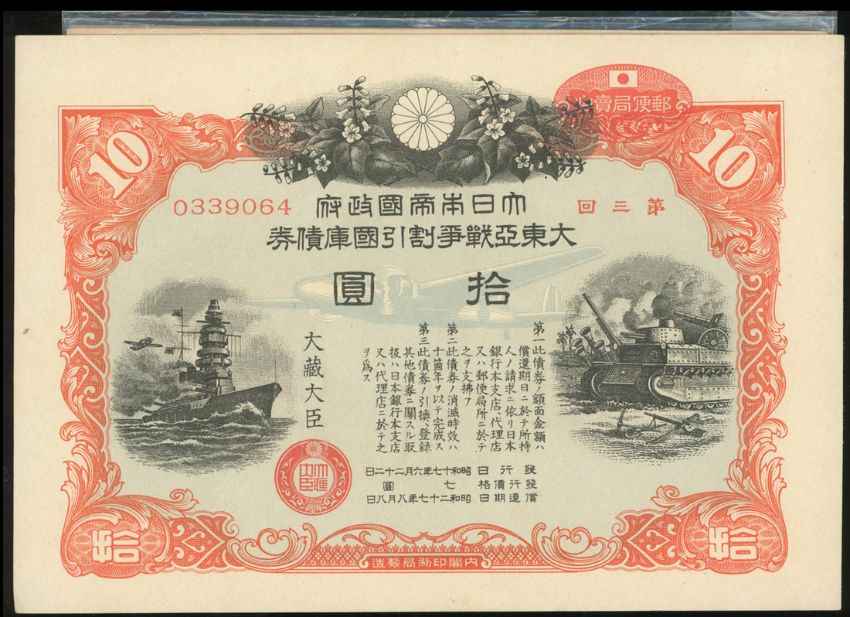 郵便局賣
10
10
第三回
0339064
大日本帝國政府
大東亞戰爭割引國庫債券
拾圓
第一此債券ノ額面金額ハ
償還期日ニ於テ所持
人ノ請求ニ依リ日本
銀行本支店、代理店
又ハ郵便局所ニ於テ
之ヲ支拂フ
第二此債券ノ消滅時效ハ
十箇年ヲ以テ完成ス
第三此債券ノ引換、登録
其他債券ニ關スル取
扱ハ日本銀行本支店
又ハ代理店ニ於テ之
ヲ爲ス
發行日 昭和十七年六月二十二日
發行價格 七圓
償還期日 昭和二十七年八月八日
大藏大臣
拾
拾
內閣印刷局製造